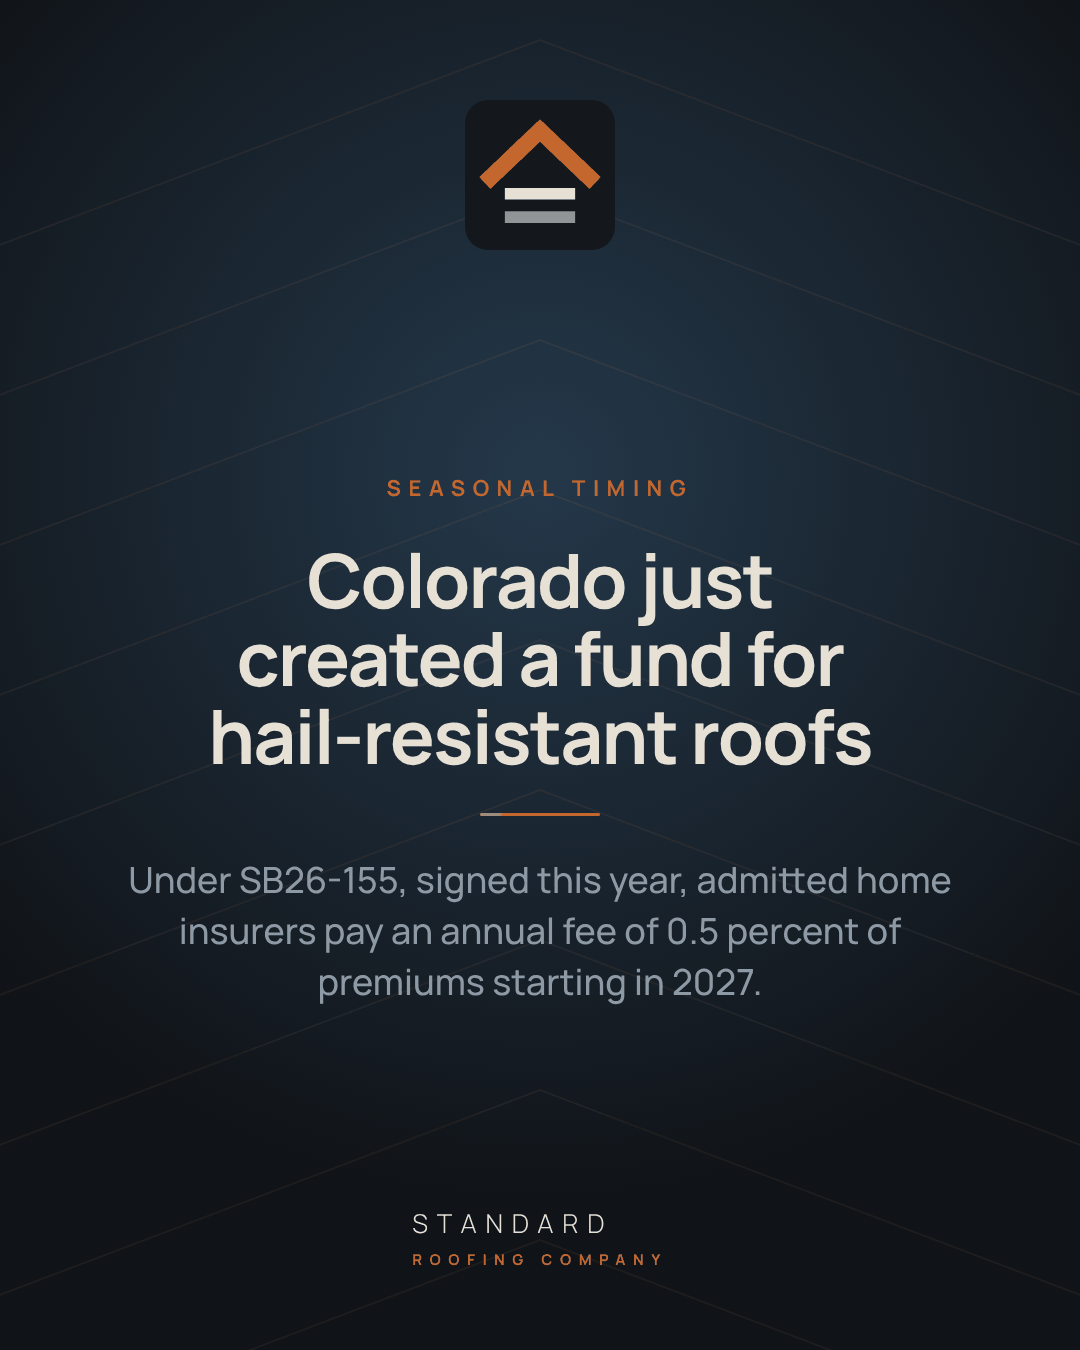 SEASONAL TIMING
Colorado just
created a fund for
hail-resistant roofs
Under SB26-155, signed this year, admitted home
insurers pay an annual fee of 0.5 percent of
premiums starting in 2027.
STANDARD
ROOFING COMPANY